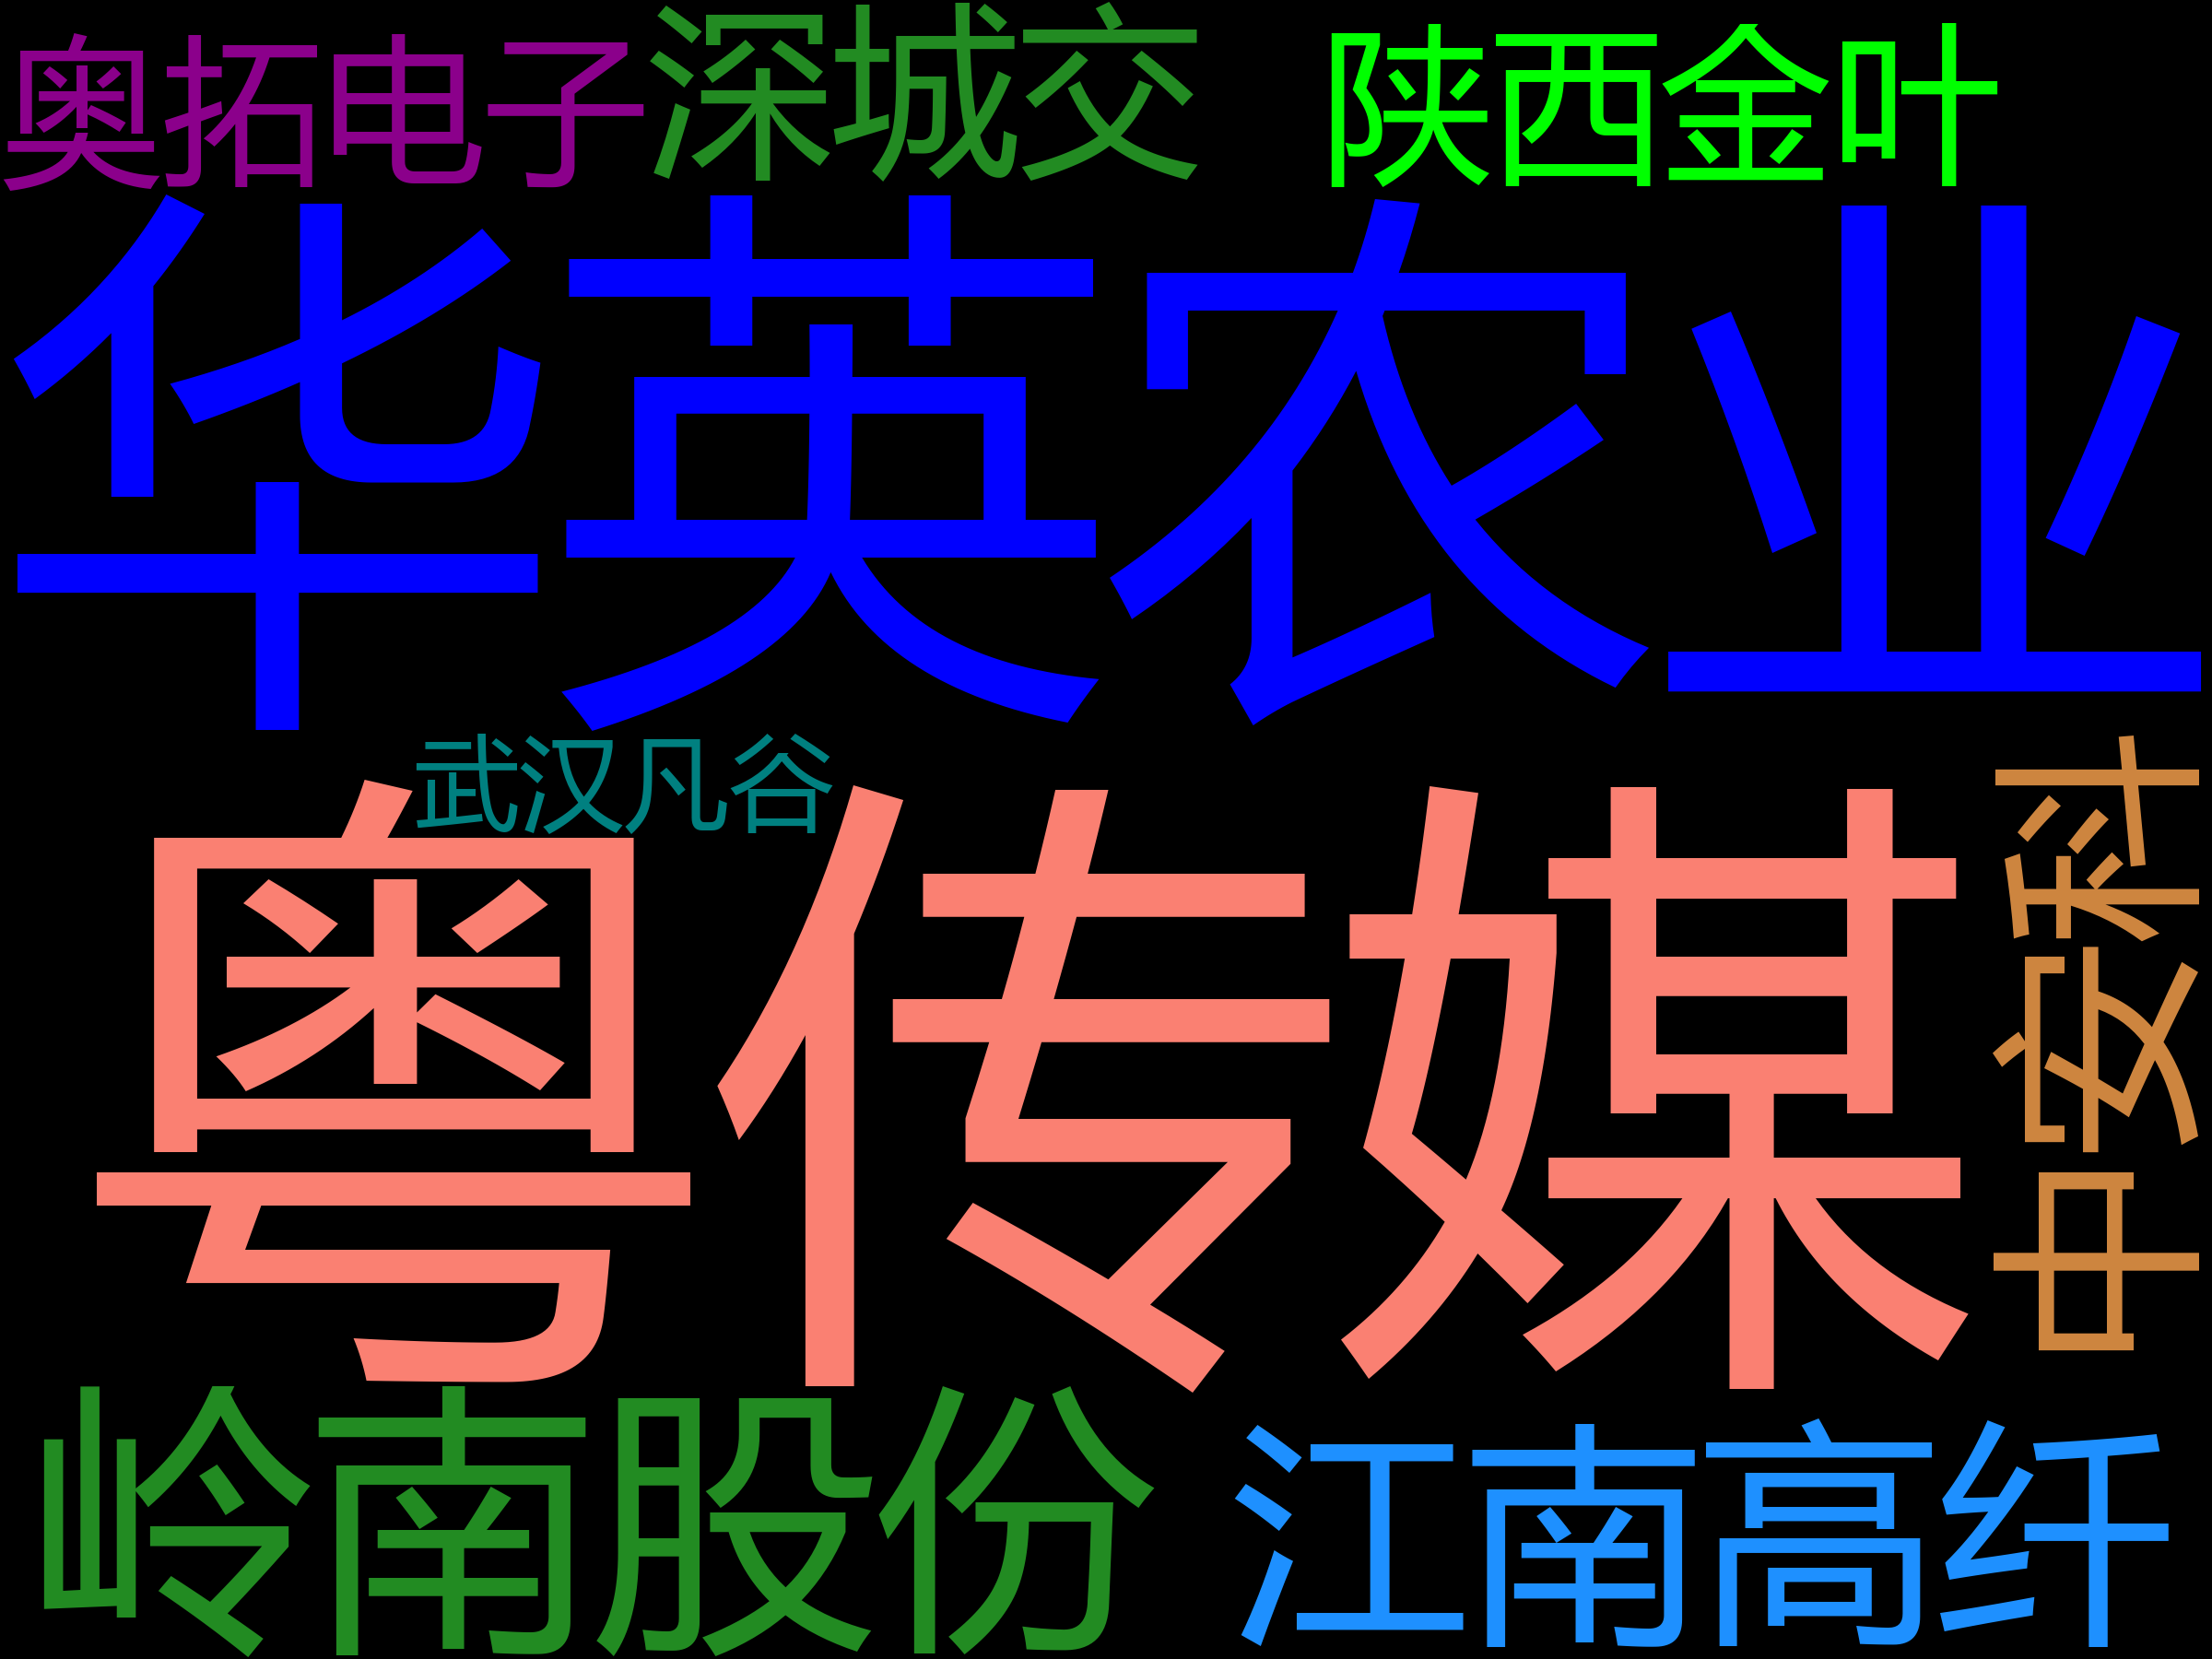 奥拓电子
深城交
陕西金叶
华英农业
武汉凡谷
粤传媒
中安科
岭南股份
江南高纤